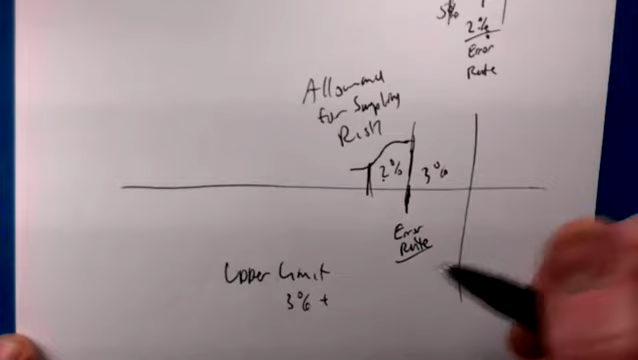 5%
2%
Error
Rate
Allowance
for Sampling
Risk
2%
3%
Error
Rate
Upper Limit
3% +